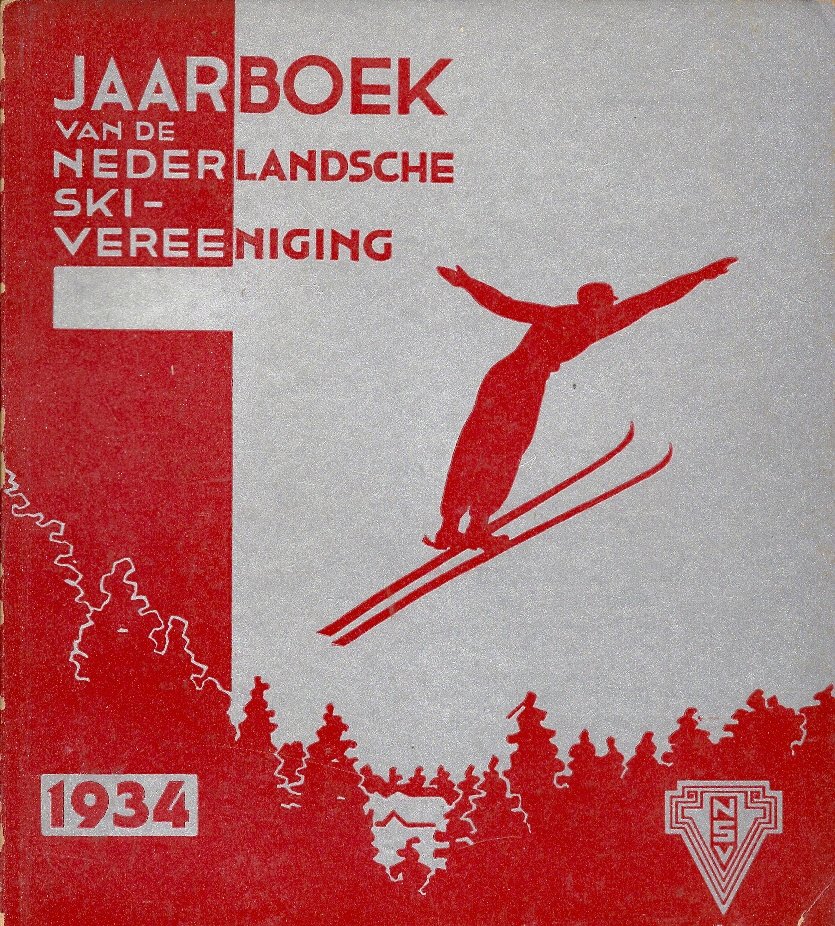 JAARBOEK
VAN DE
NEDERLANDSCHE
SKI-
VEREENIGING
1934
NSV